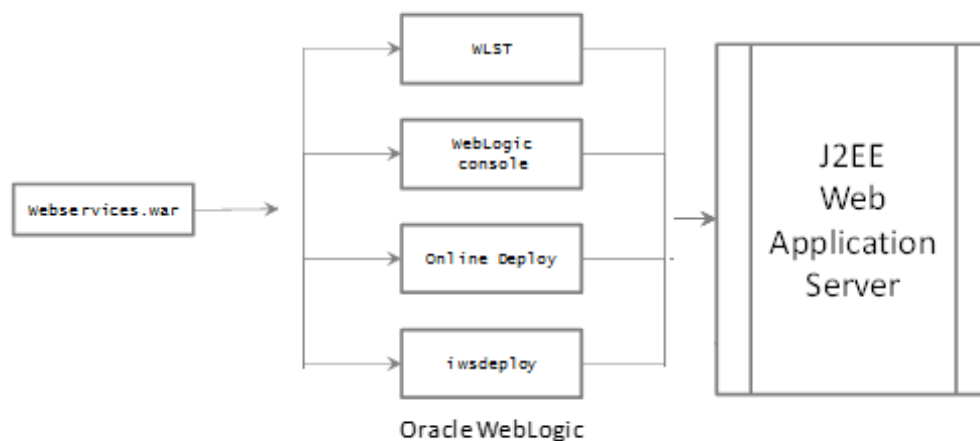 WLST
WebLogic
console
Webservices.war
Online Deploy
iwsdeploy
Oracle WebLogic
J2EE
Web
Application
Server